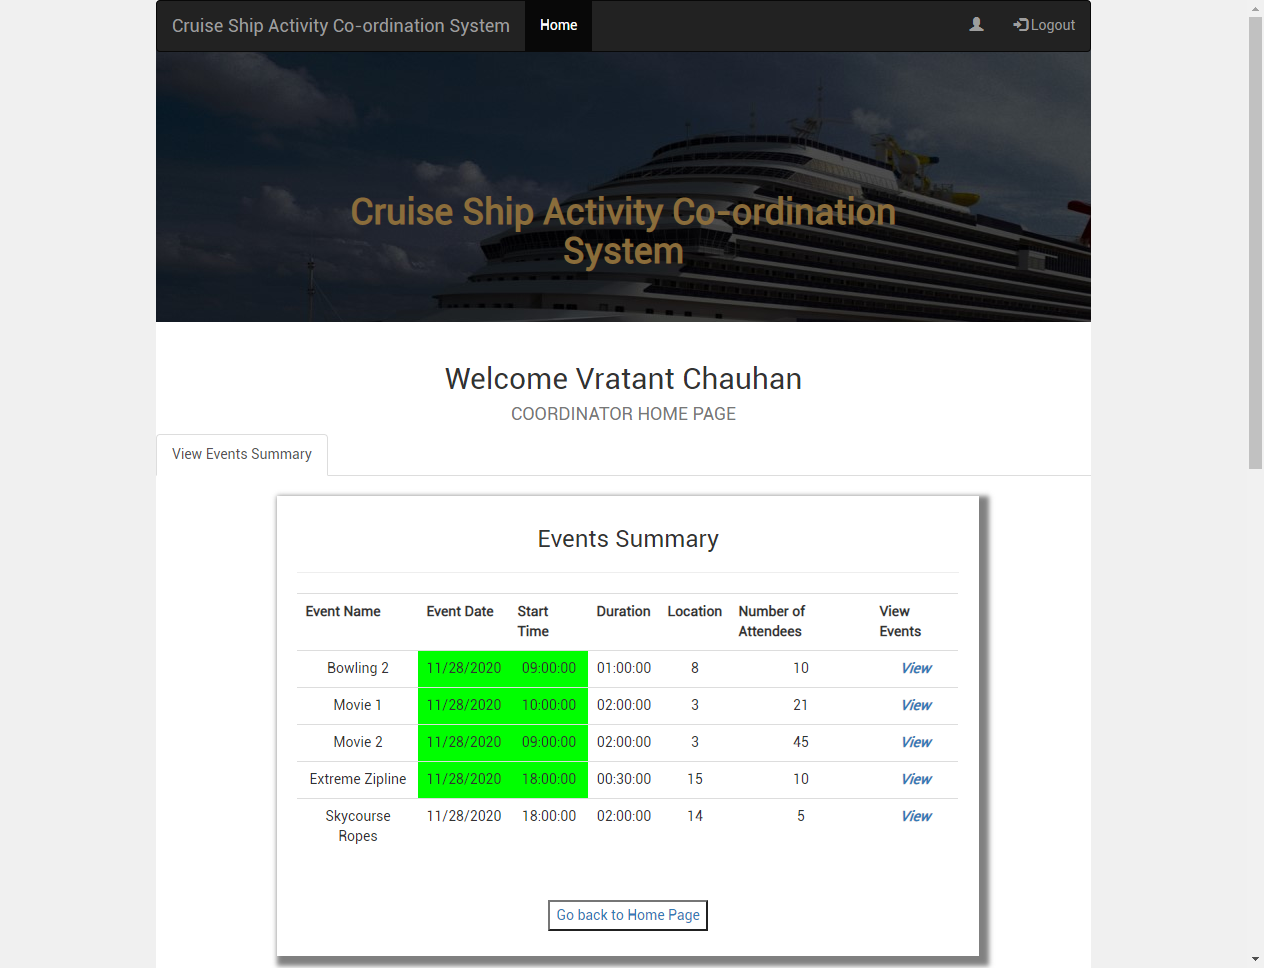 Cruise Ship Activity Co-ordination System Home Logout
Cruise Ship Activity Co-ordination
System
Welcome Vratant Chauhan
COORDINATOR HOME PAGE
View Events Summary
Events Summary
Event Name Event Date Start Time Duration Location Number of Attendees View Events
Bowling 2 11/28/2020 09:00:00 01:00:00 8 10 View
Movie 1 11/28/2020 10:00:00 02:00:00 3 21 View
Movie 2 11/28/2020 09:00:00 02:00:00 3 45 View
Extreme Zipline 11/28/2020 18:00:00 00:30:00 15 10 View
Skycourse Ropes 11/28/2020 18:00:00 02:00:00 14 5 View
Go back to Home Page